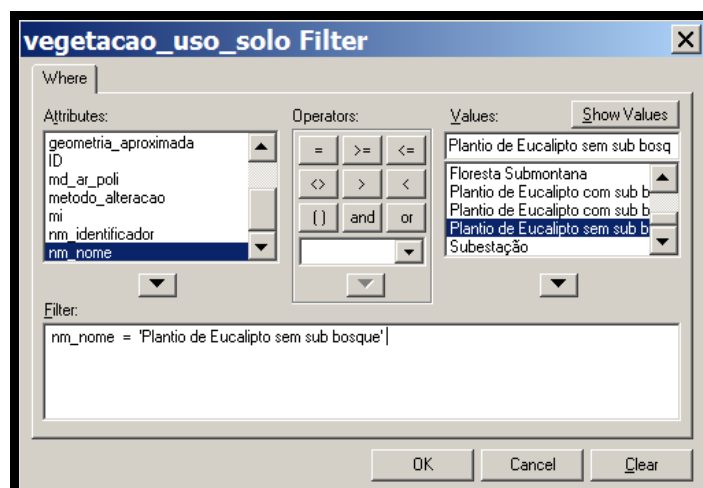 vegetacao_uso_solo Filter
Where
Attributes:
geometria_aproximada
ID
md_ar_poli
metodo_alteracao
mi
nm_identificador
nm_nome
Operators:
= >= <=
<> > <
() and or
Values:
Show Values
Plantio de Eucalipto sem sub bosq
Floresta Submontana
Plantio de Eucalipto com sub b
Plantio de Eucalipto com sub b
Plantio de Eucalipto sem sub b
Subestação
Filter:
nm_nome = 'Plantio de Eucalipto sem sub bosque'
OK Cancel Clear